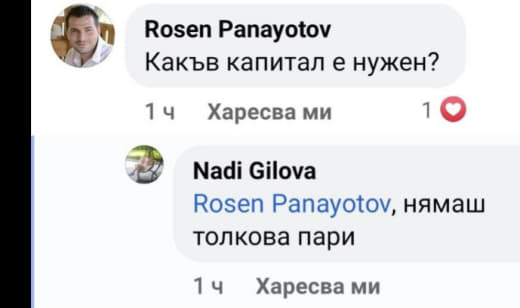 Rosen Panayotov
Какъв капитал е нужен?
1 ч Харесва ми 1
Nadi Gilova
Rosen Panayotov, нямаш
толкова пари
1 ч Харесва ми